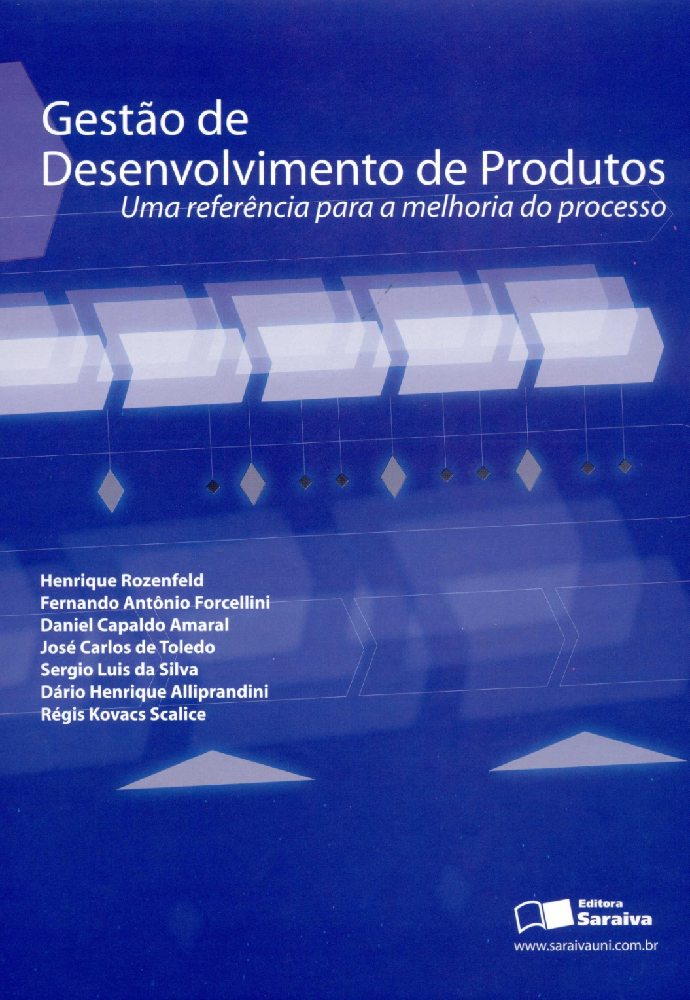 Gestão de
Desenvolvimento de Produtos
Uma referência para a melhoria do processo
Henrique Rozenfeld
Fernando Antônio Forcellini
Daniel Capaldo Amaral
José Carlos de Toledo
Sergio Luis da Silva
Dário Henrique Alliprandini
Régis Kovacs Scalice
Editora
Saraiva
www.saraivauni.com.br